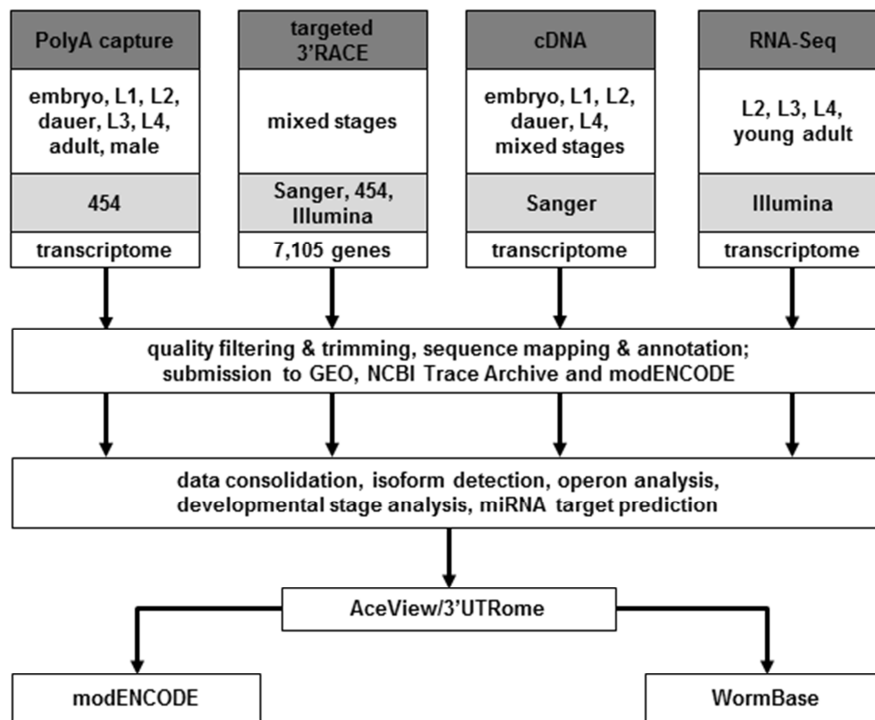 PolyA capture
embryo, L1, L2,
dauer, L3, L4,
adult, male
454
transcriptome
targeted
3'RACE
mixed stages
Sanger, 454,
Illumina
7,105 genes
cDNA
embryo, L1, L2,
dauer, L4,
mixed stages
Sanger
transcriptome
RNA-Seq
L2, L3, L4,
young adult
Illumina
transcriptome
quality filtering & trimming, sequence mapping & annotation;
submission to GEO, NCBI Trace Archive and modENCODE
data consolidation, isoform detection, operon analysis,
developmental stage analysis, miRNA target prediction
AceView/3'UTRome
modENCODE
WormBase